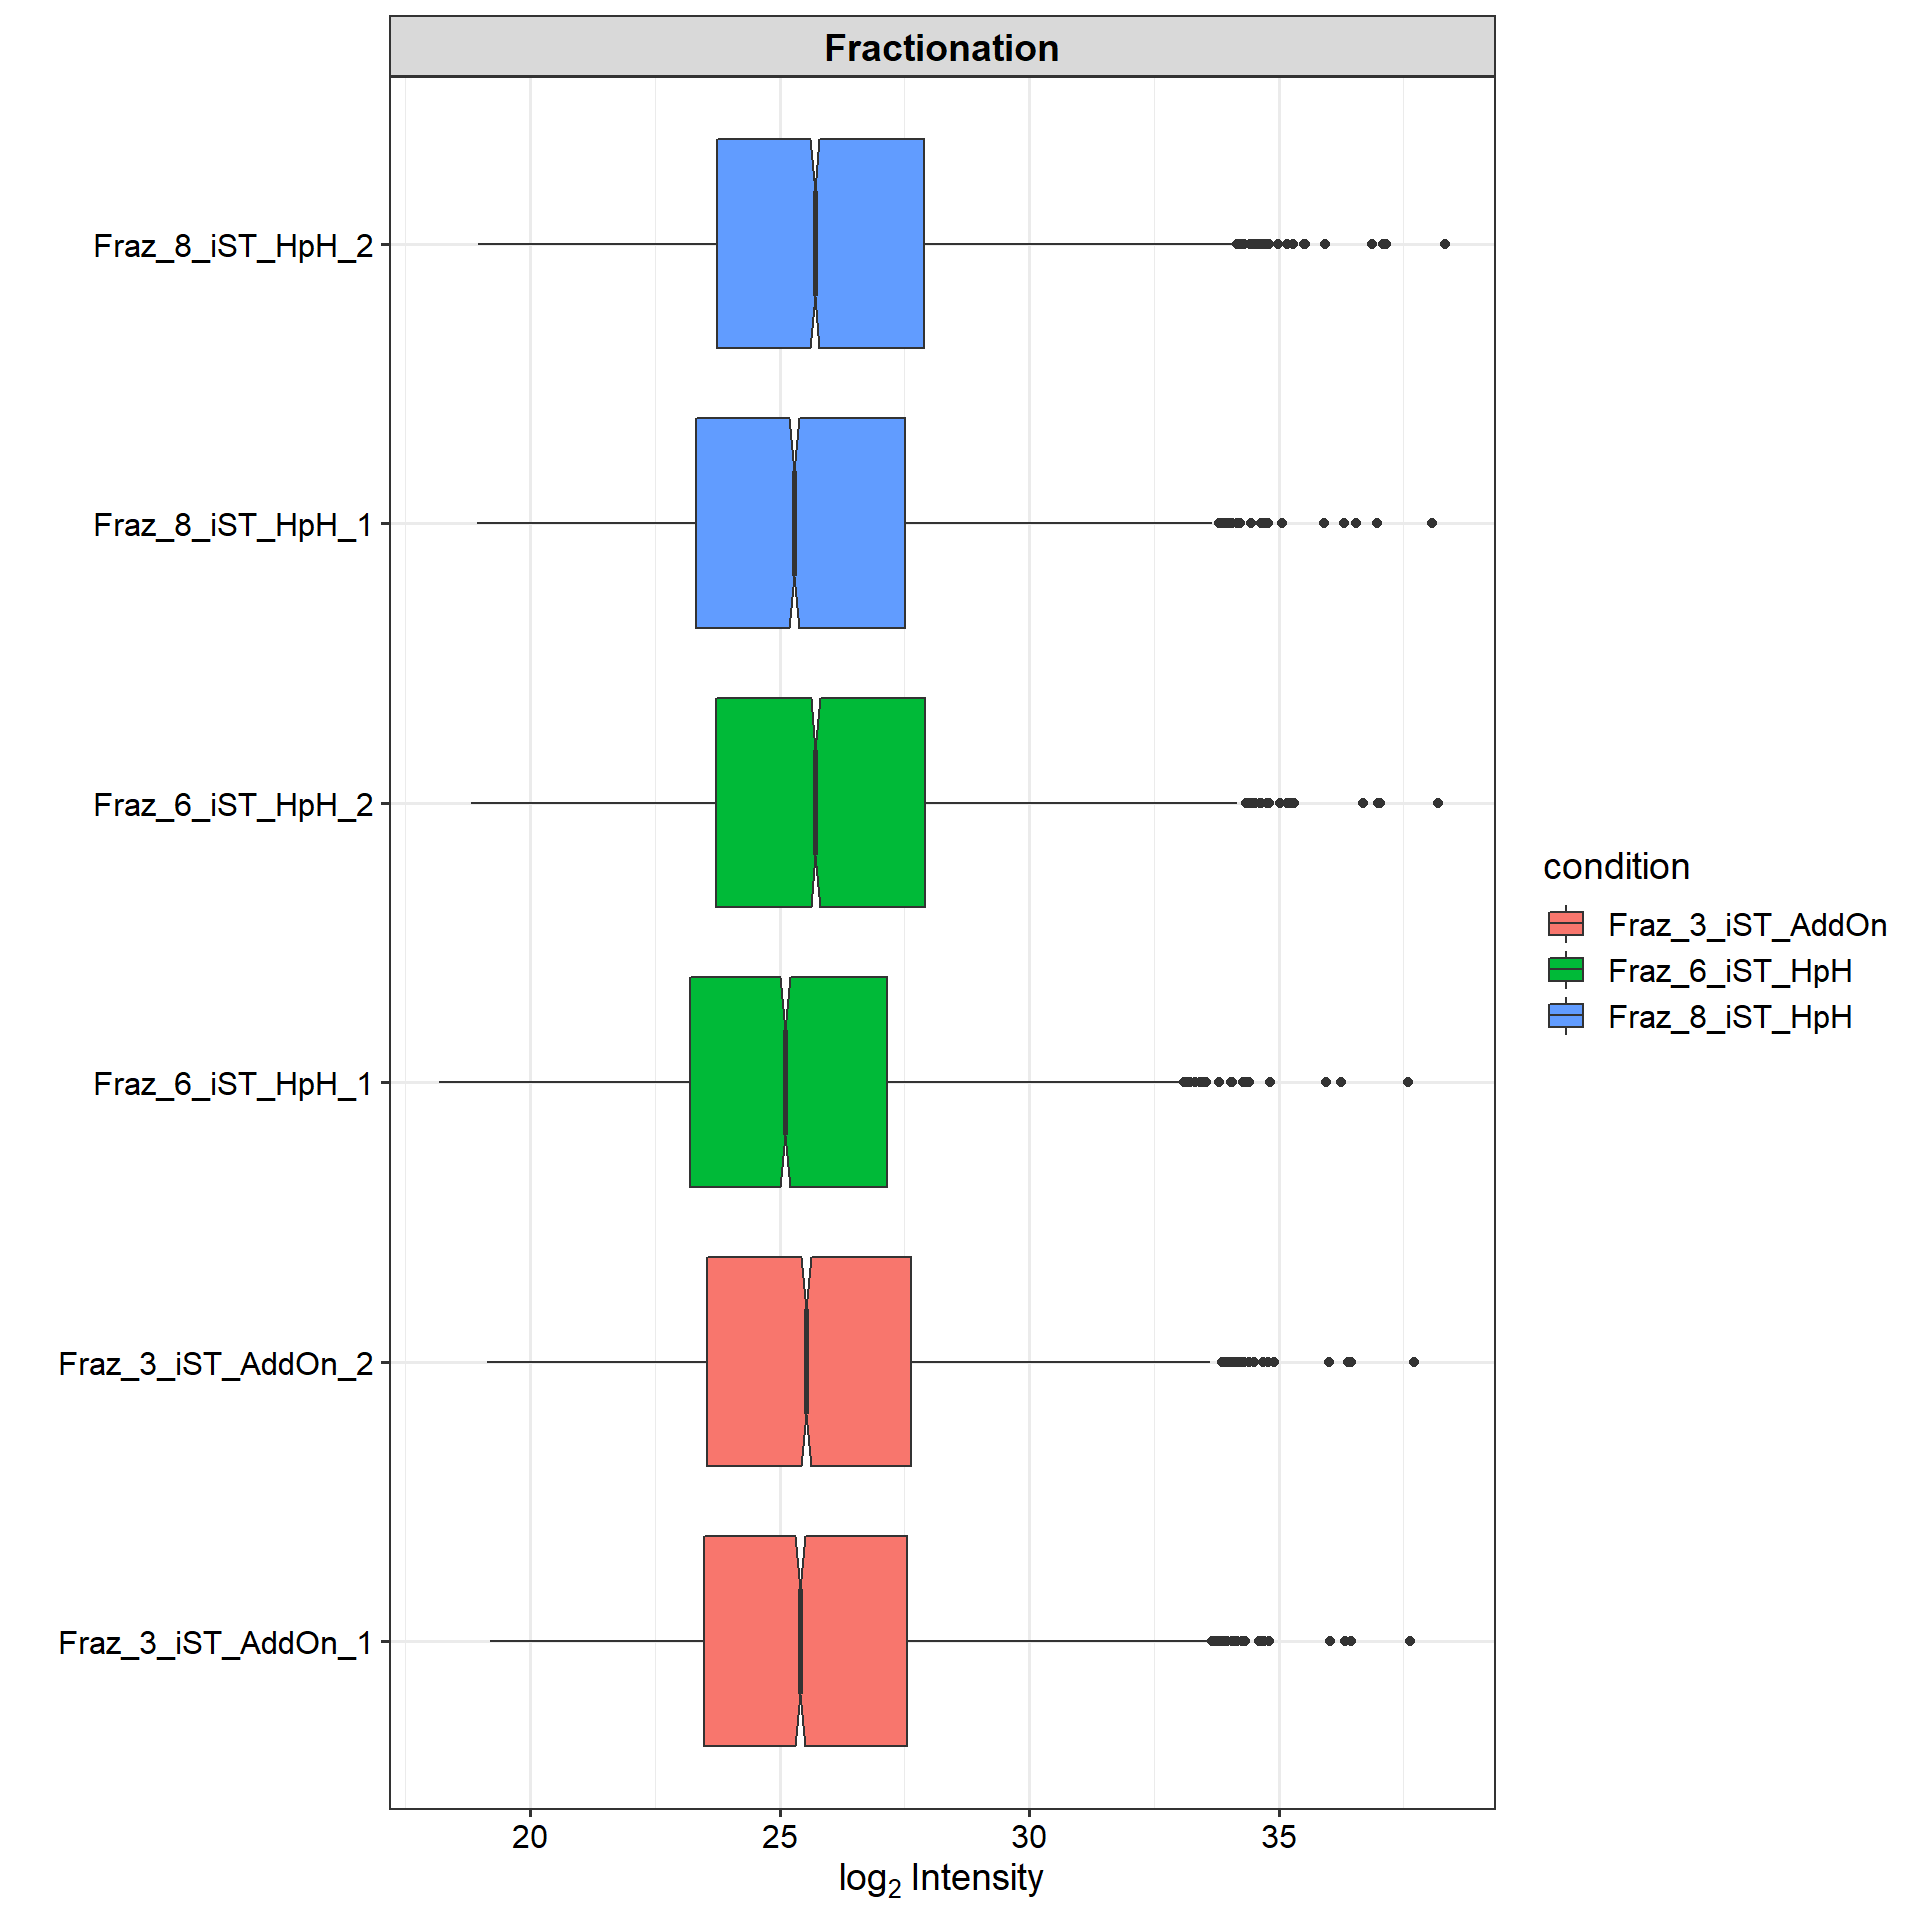 Fractionation
Fraz_8_iST_HpH_2
Fraz_8_iST_HpH_1
Fraz_6_iST_HpH_2
Fraz_6_iST_HpH_1
Fraz_3_iST_AddOn_2
Fraz_3_iST_AddOn_1
20 25 30 35
log₂ Intensity
condition
Fraz_3_iST_AddOn
Fraz_6_iST_HpH
Fraz_8_iST_HpH